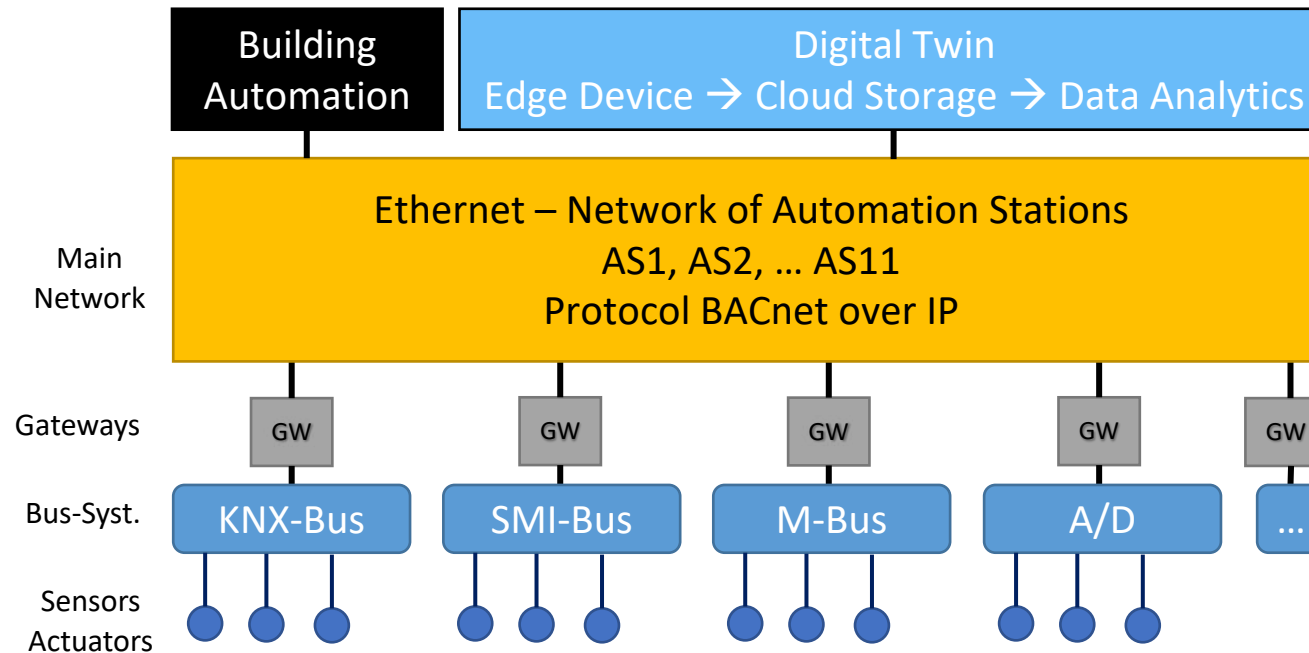 Building
Automation
Digital Twin
Edge Device → Cloud Storage → Data Analytics
Main
Network
Ethernet – Network of Automation Stations
AS1, AS2, ... AS11
Protocol BACnet over IP
Gateways
GW
GW
GW
GW
GW
Bus-Syst.
KNX-Bus
SMI-Bus
M-Bus
A/D
...
Sensors
Actuators